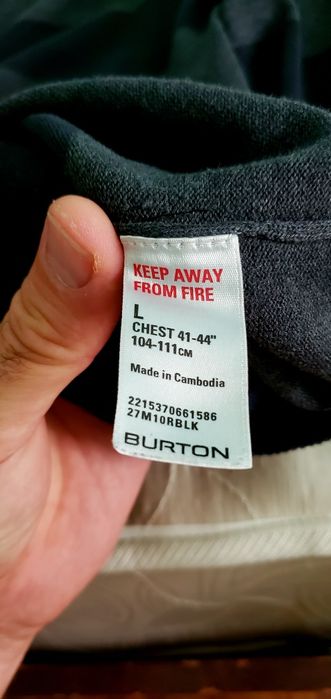 KEEP AWAY
FROM FIRE
L
CHEST 41-44"
104-111CM
Made in Cambodia
2215370661586
27M10RBLK
BURTON